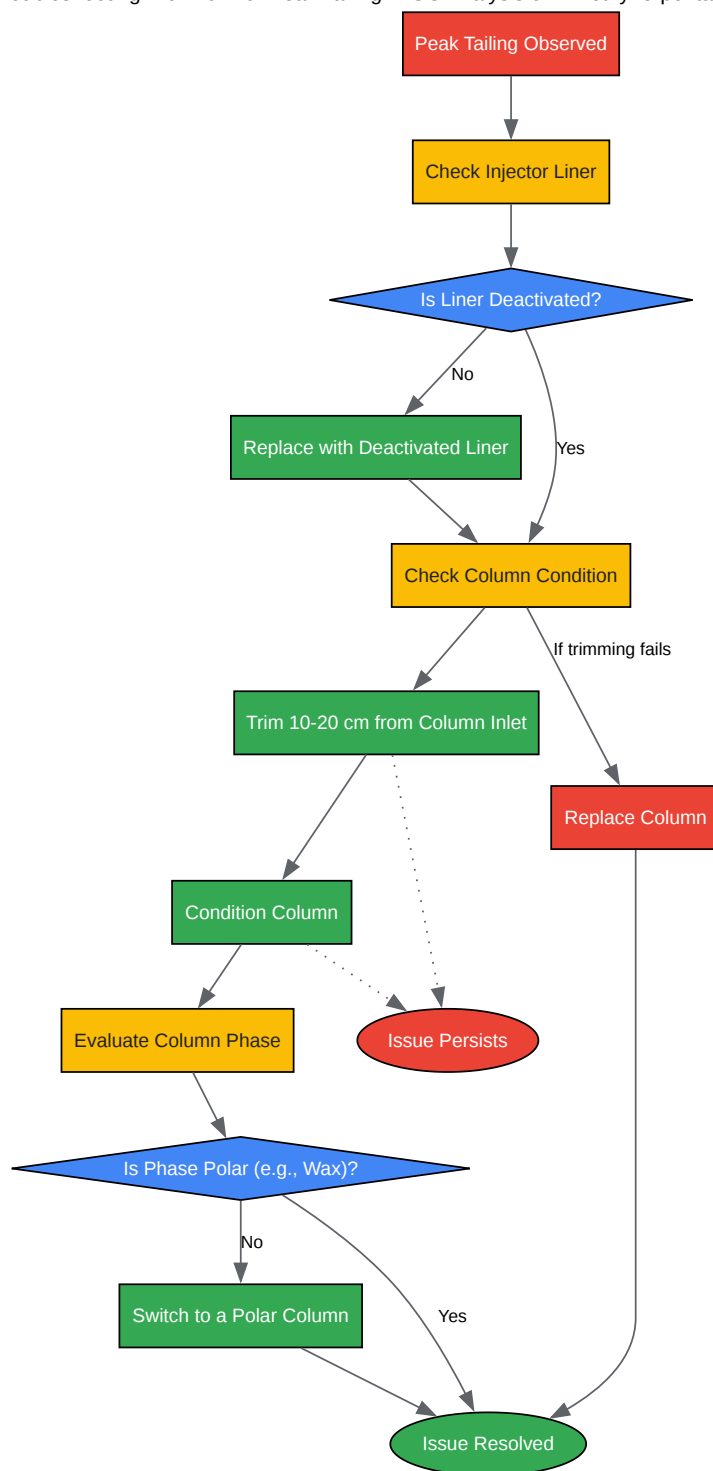 Peak Tailing Observed
Check Injector Liner
Is Liner Deactivated?
No
Replace with Deactivated Liner
Yes
Check Column Condition
If trimming fails
Trim 10-20 cm from Column Inlet
Replace Column
Condition Column
Evaluate Column Phase
Issue Persists
Is Phase Polar (e.g., Wax)?
No
Switch to a Polar Column
Yes
Issue Resolved